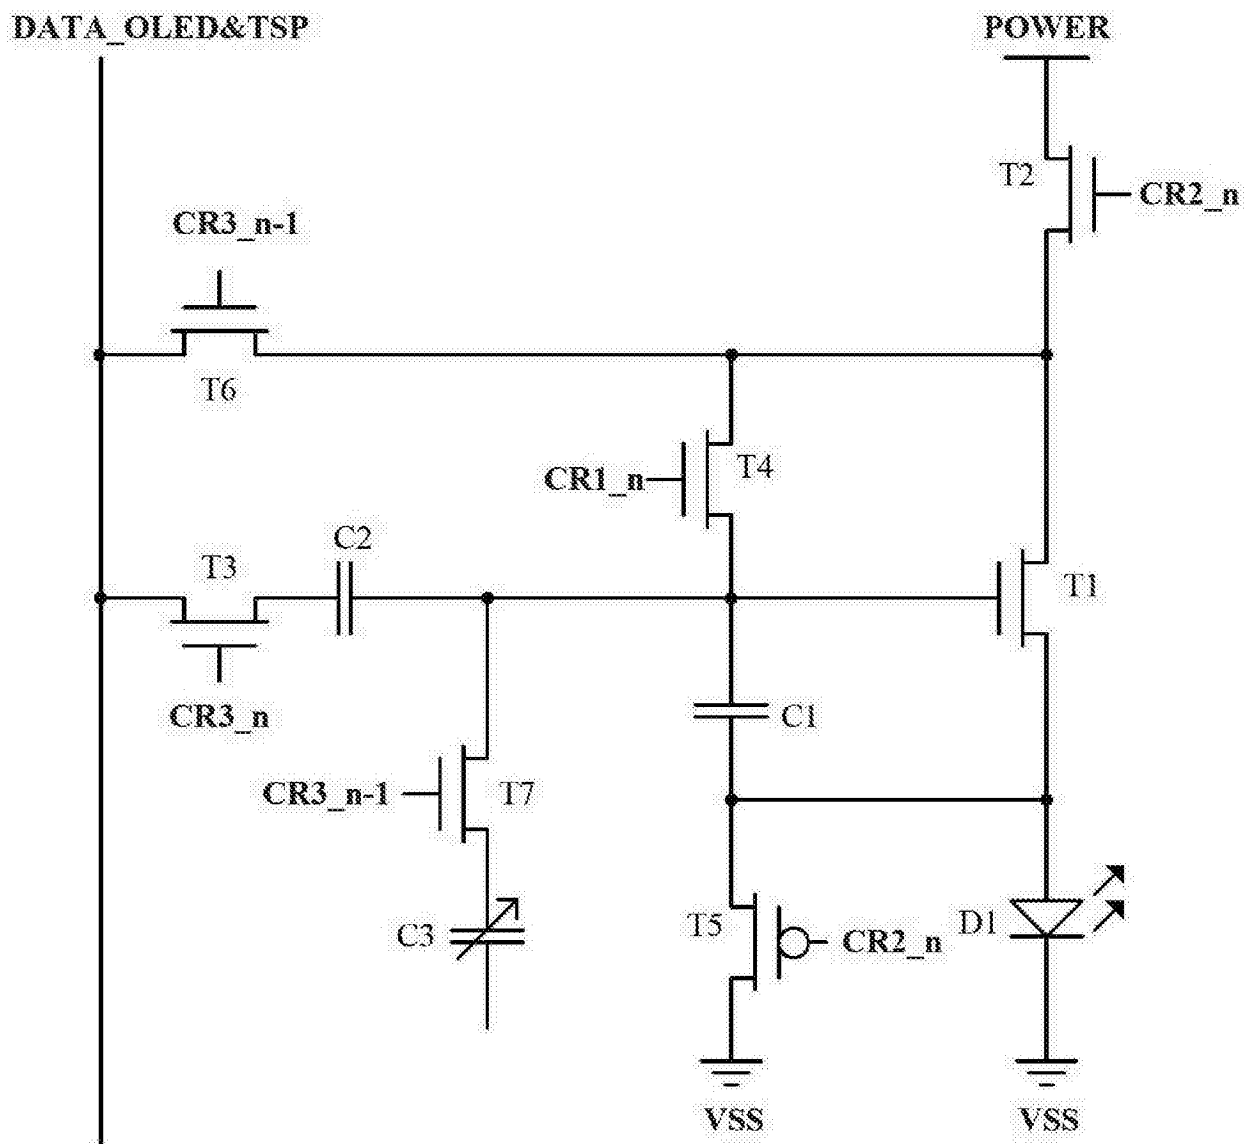 DATA_OLED&TSP
POWER
T2
CR2_n
CR3_n-1
T6
CR1_n
T4
C2
T3
T1
CR3_n
C1
CR3_n-1
T7
C3
T5
CR2_n
D1
VSS
VSS